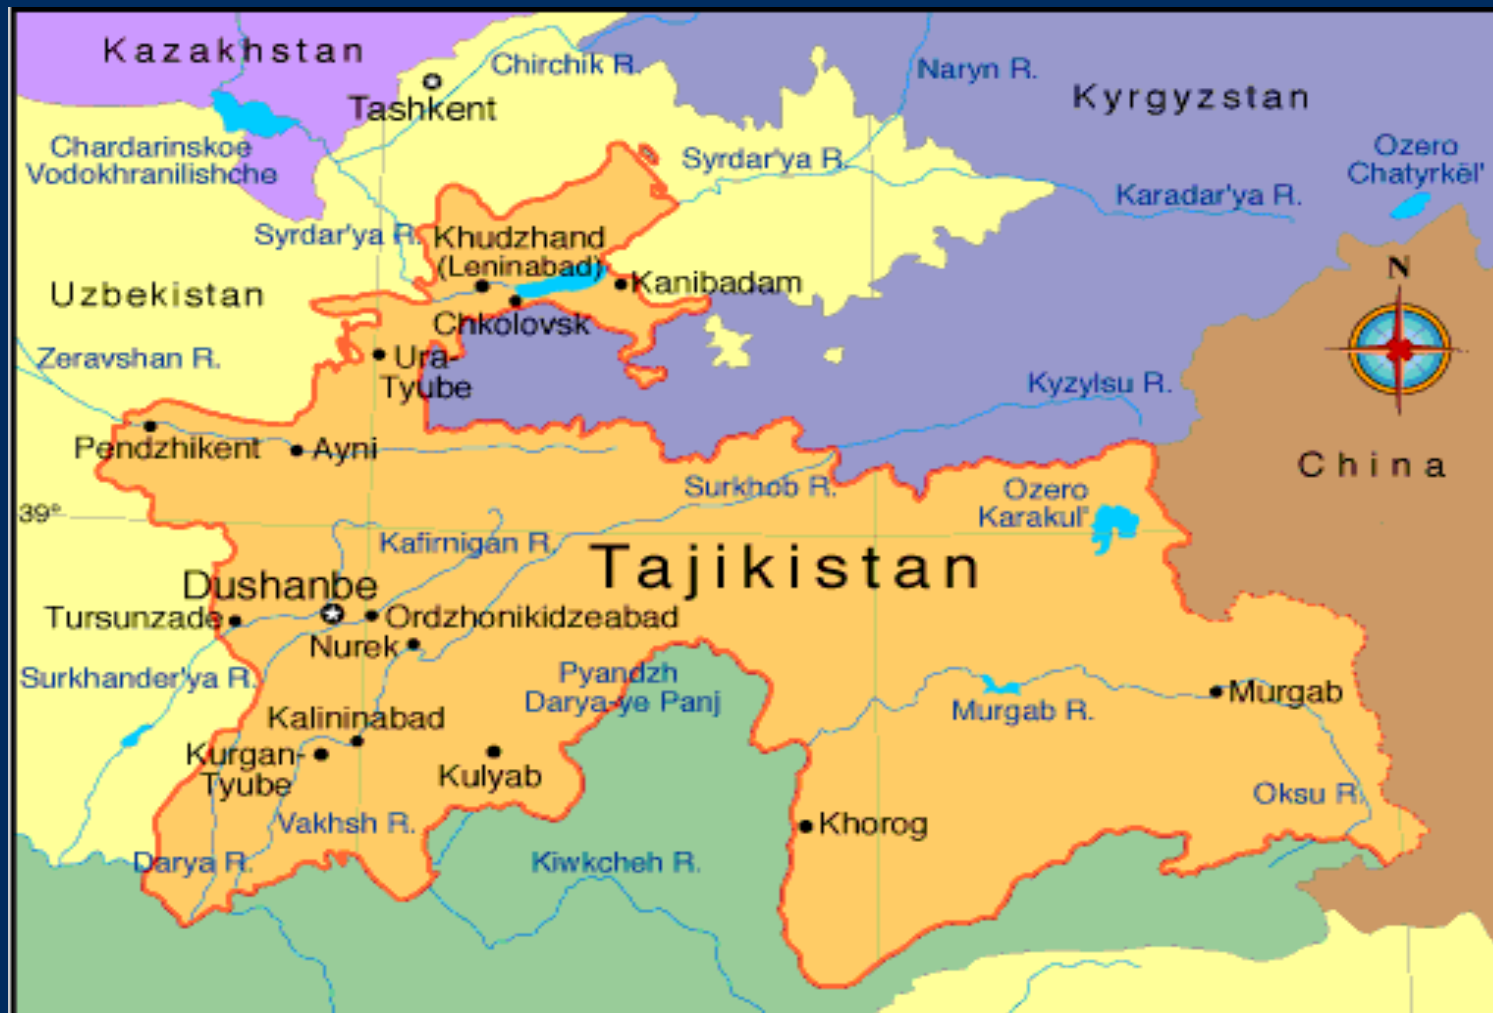 Kazakhstan
Chirchik R.
Naryn R.
Tashkent
Kyrgyzstan
Chardarinskoe
Vodokhranilishche
Syrdar'ya R.
Ozero
Chatyrkël'
Karadar'ya R.
Syrdar'ya R.
Khudzhand
(Leninabad)
N
Uzbekistan
Kanibadam
Chkolovsk
Zeravshan R.
Ura-
Tyube
Kyzylsu R.
Pendzhikent
Ayni
China
Surkhob R.
Ozero
Karakul'
39°
Kafirnigan R.
Tajikistan
Dushanbe
Tursunzade
Ordzhonikidzeabad
Nurek
Surkhander'ya R.
Pyandzh
Darya-ye Panj
Murgab
Murgab R.
Kalininabad
Kurgan-
Tyube
Kulyab
Oksu R.
Vakhsh R.
Khorog
Darya R.
Kiwkcheh R.